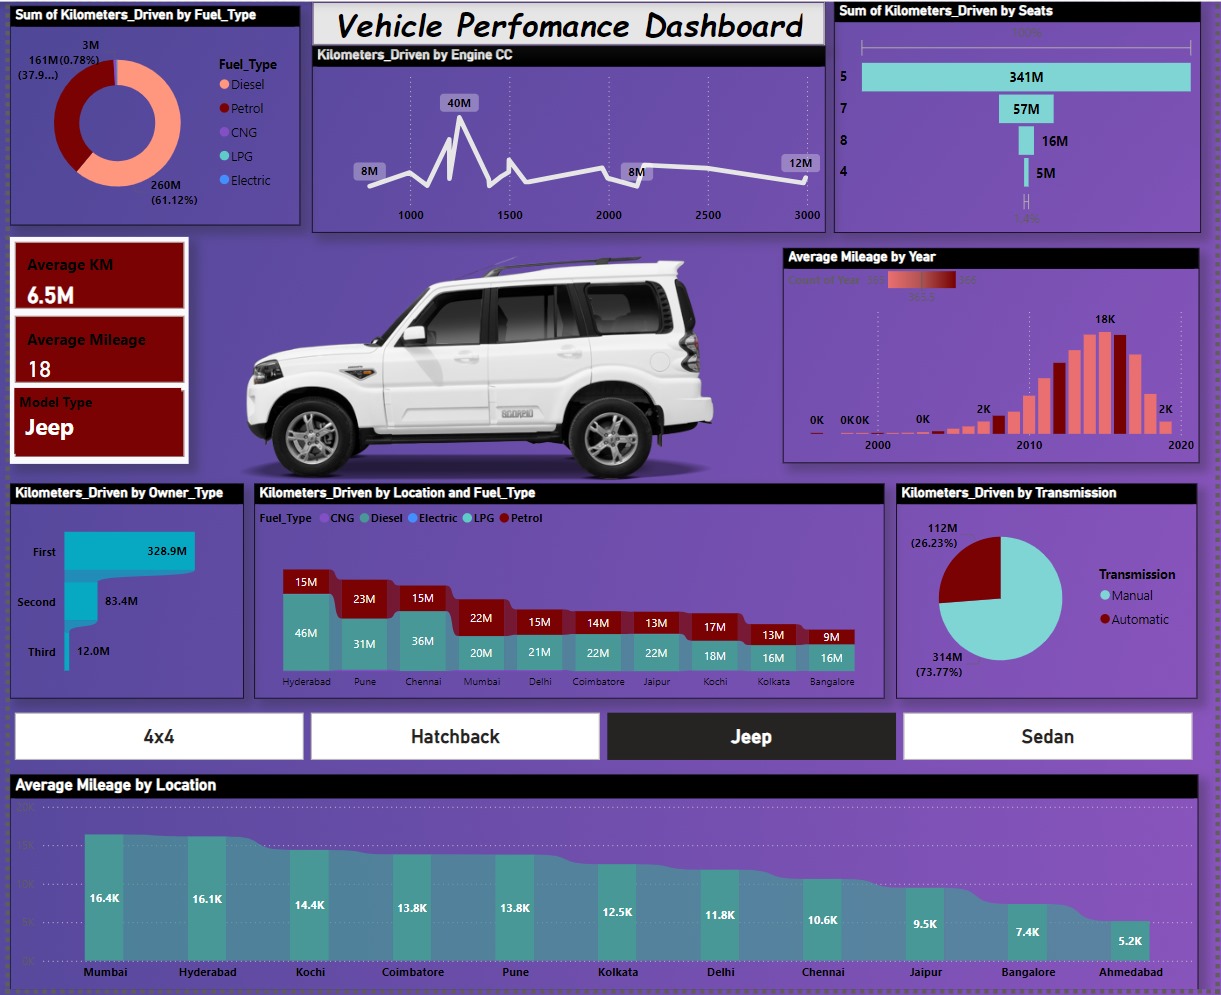 Sum of Kilometers_Driven by Fuel_Type
3M
161M(0.78%)
(37.9...)
260M
(61.12%)
Fuel_Type
Diesel
Petrol
CNG
LPG
Electric
Vehicle Perfomance Dashboard
Kilometers_Driven by Engine CC
8M
40M
8M
12M
1000 1500 2000 2500 3000
Sum of Kilometers_Driven by Seats
100%
5 341M
7 57M
8 16M
4 5M
1.4%
Average KM
6.5M
Average Mileage
18
Model Type
Jeep
SCORPIO
Average Mileage by Year
Count of Year
0K 0K0K 0K 2K 18K 2K
2000 2010 2020
Kilometers_Driven by Owner_Type
First 328.9M
Second 83.4M
Third 12.0M
Kilometers_Driven by Location and Fuel_Type
Fuel_Type CNG Diesel Electric LPG Petrol
15M 23M 15M 22M 15M 14M 13M 17M 13M 9M
46M 31M 36M 20M 21M 22M 22M 18M 16M 16M
Hyderabad Pune Chennai Mumbai Delhi Coimbatore Jaipur Kochi Kolkata Bangalore
Kilometers_Driven by Transmission
112M
(26.23%)
314M
(73.77%)
Transmission
Manual
Automatic
4x4 Hatchback Jeep Sedan
Average Mileage by Location
16.4K 16.1K 14.4K 13.8K 13.8K 12.5K 11.8K 10.6K 9.5K 7.4K 5.2K
Mumbai Hyderabad Kochi Coimbatore Pune Kolkata Delhi Chennai Jaipur Bangalore Ahmedabad